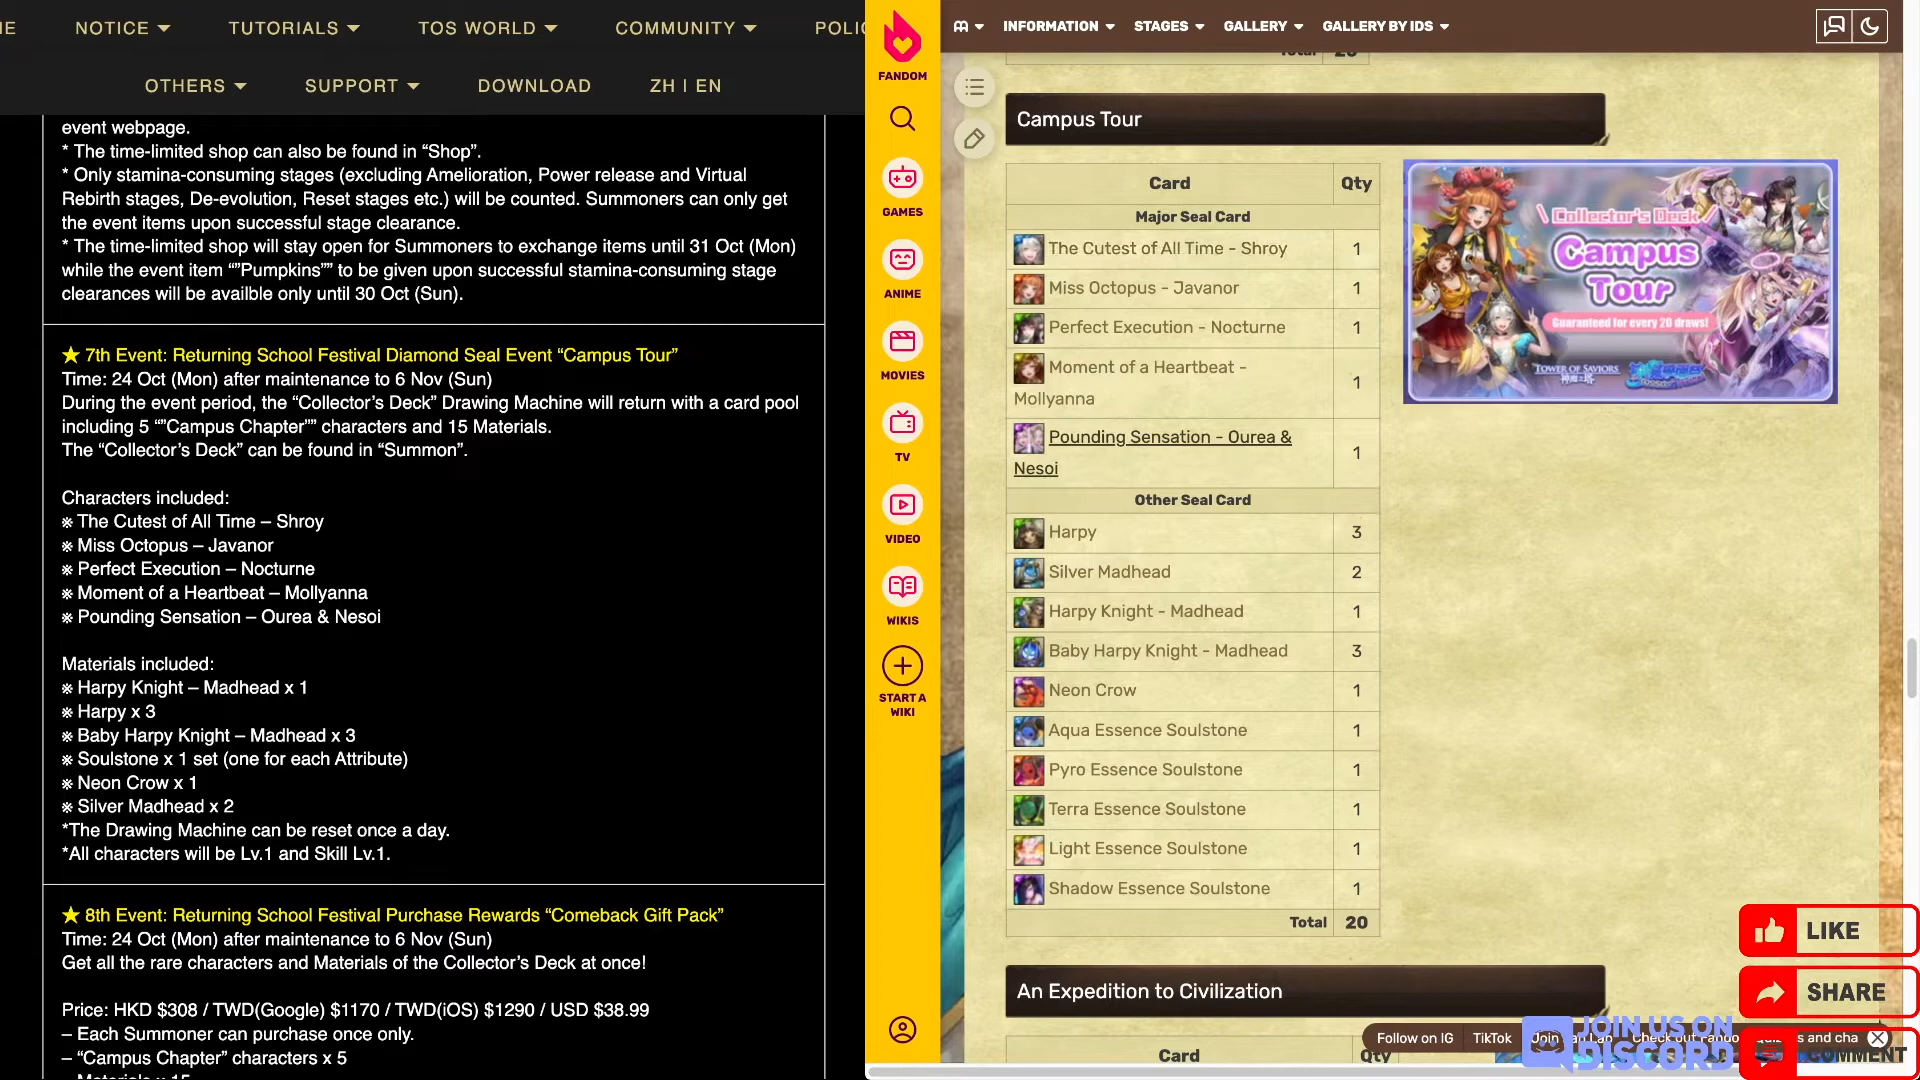 NOTICE
TUTORIALS
TOS WORLD
COMMUNITY
OTHERS
SUPPORT
DOWNLOAD
ZH | EN
event webpage.
* The time-limited shop can also be found in “Shop”.
* Only stamina-consuming stages (excluding Amelioration, Power release and Virtual
Rebirth stages, De-evolution, Reset stages etc.) will be counted. Summoners can only get
the event items upon successful stage clearance.
* The time-limited shop will stay open for Summoners to exchange items until 31 Oct (Mon)
while the event item “”Pumpkins”” to be given upon successful stamina-consuming stage
clearances will be availble only until 30 Oct (Sun).
★ 7th Event: Returning School Festival Diamond Seal Event “Campus Tour”
Time: 24 Oct (Mon) after maintenance to 6 Nov (Sun)
During the event period, the “Collector’s Deck” Drawing Machine will return with a card pool
including 5 “”Campus Chapter”” characters and 15 Materials.
The “Collector’s Deck” can be found in “Summon”.
Characters included:
※ The Cutest of All Time – Shroy
※ Miss Octopus – Javanor
※ Perfect Execution – Nocturne
※ Moment of a Heartbeat – Mollyanna
※ Pounding Sensation – Ourea & Nesoi
Materials included:
※ Harpy Knight – Madhead x 1
※ Harpy x 3
※ Baby Harpy Knight – Madhead x 3
※ Soulstone x 1 set (one for each Attribute)
※ Neon Crow x 1
※ Silver Madhead x 2
*The Drawing Machine can be reset once a day.
*All characters will be Lv.1 and Skill Lv.1.
★ 8th Event: Returning School Festival Purchase Rewards “Comeback Gift Pack”
Time: 24 Oct (Mon) after maintenance to 6 Nov (Sun)
Get all the rare characters and Materials of the Collector’s Deck at once!
Price: HKD $308 / TWD(Google) $1170 / TWD(iOS) $1290 / USD $38.99
– Each Summoner can purchase once only.
– “Campus Chapter” characters x 5
FANDOM
GAMES
ANIME
MOVIES
TV
VIDEO
WIKIS
START A
WIKI
INFORMATION
STAGES
GALLERY
GALLERY BY IDS
Total 20
Campus Tour
Card Qty
Major Seal Card
The Cutest of All Time - Shroy 1
Miss Octopus - Javanor 1
Perfect Execution - Nocturne 1
Moment of a Heartbeat -
Mollyanna 1
Pounding Sensation - Ourea &
Nesoi 1
Other Seal Card
Harpy 3
Silver Madhead 2
Harpy Knight - Madhead 1
Baby Harpy Knight - Madhead 3
Neon Crow 1
Aqua Essence Soulstone 1
Pyro Essence Soulstone 1
Terra Essence Soulstone 1
Light Essence Soulstone 1
Shadow Essence Soulstone 1
Total 20
Collector's Deck
Campus
Tour
Guaranteed for every 20 draws!
TOWER OF SAVIORS
神魔之塔
An Expedition to Civilization
Card Qty
Follow on IG
TikTok
JOIN US ON
DISCORD
LIKE
SHARE
COMMENT